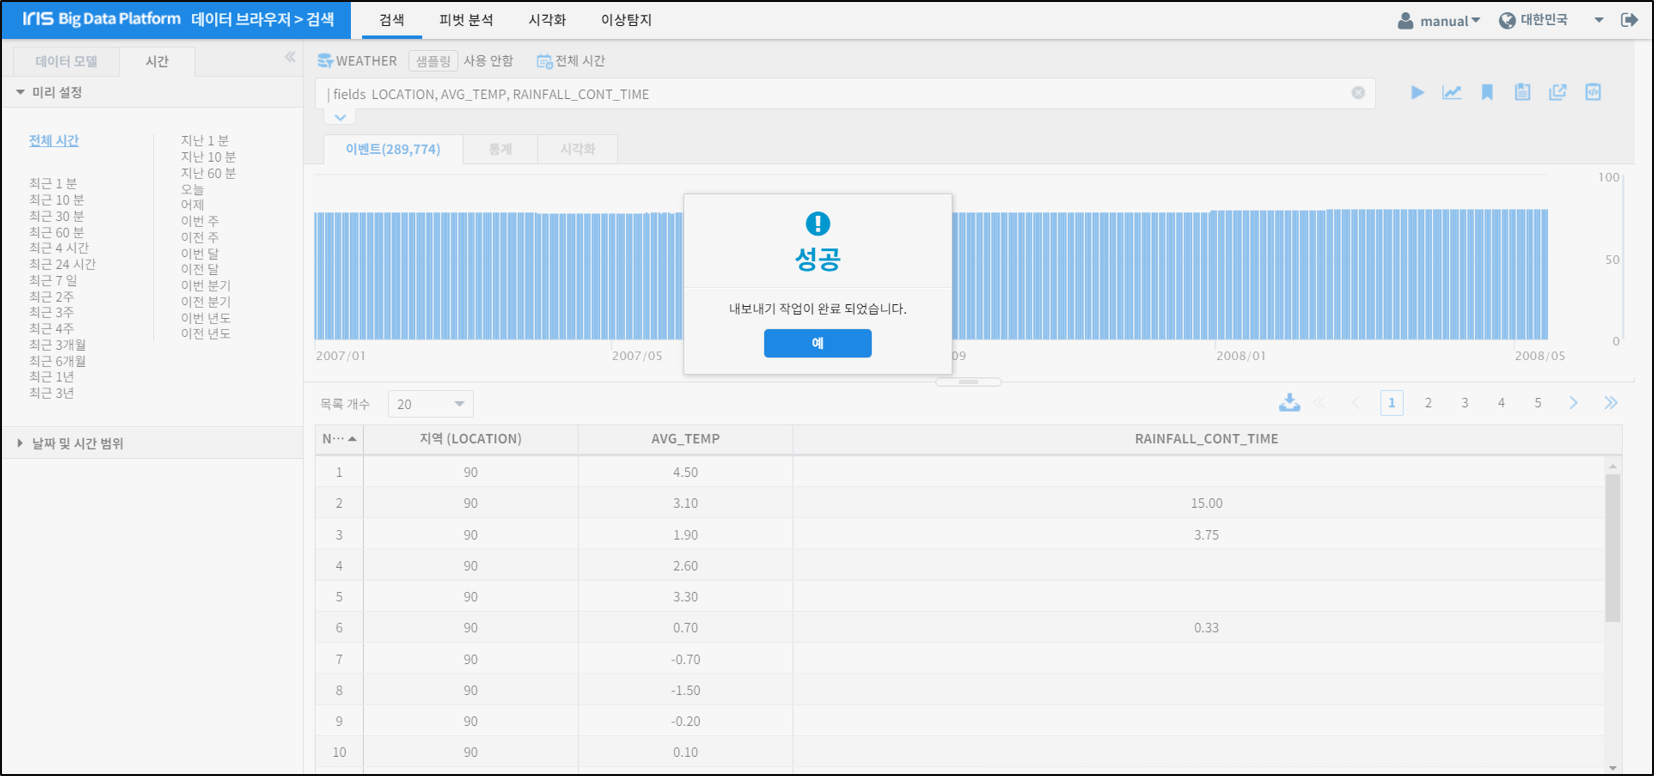 IRIS Big Data Platform 데이터 브라우저 > 검색
검색
피벗 분석
시각화
이상탐지
manual
대한민국
데이터 모델
시간
미리 설정
전체 시간
최근 1 분
최근 10 분
최근 30 분
최근 60 분
최근 4 시간
최근 24 시간
최근 7 일
최근 2주
최근 3주
최근 4주
최근 3개월
최근 6개월
최근 1년
최근 3년
지난 1 분
지난 10 분
지난 60 분
오늘
어제
이번 주
이전 주
이번 달
이전 달
이번 분기
이전 분기
이번 년도
이전 년도
날짜 및 시간 범위
WEATHER 샘플링 사용 안함 전체 시간
| fields LOCATION, AVG_TEMP, RAINFALL_CONT_TIME
이벤트(289,774)
통계
시각화
100
50
0
2007/01
2007/05
09
2008/01
2008/05
성공
내보내기 작업이 완료 되었습니다.
예
목록 개수 20
1 2 3 4 5
N··· 지역 (LOCATION) AVG_TEMP RAINFALL_CONT_TIME
1 90 4.50
2 90 3.10 15.00
3 90 1.90 3.75
4 90 2.60
5 90 3.30
6 90 0.70 0.33
7 90 -0.70
8 90 -1.50
9 90 -0.20
10 90 0.10